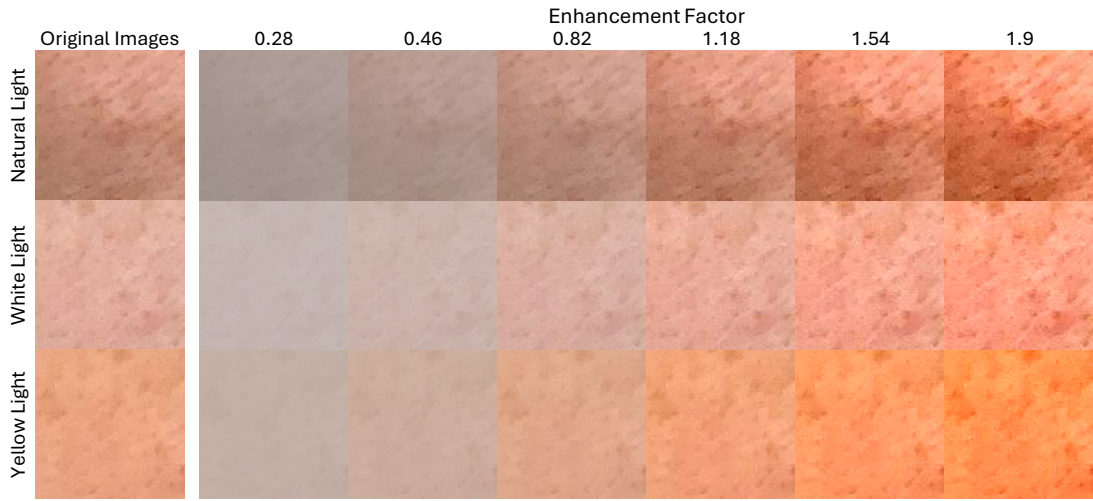 Enhancement Factor
Original Images 0.28 0.46 0.82 1.18 1.54 1.9
Natural Light
White Light
Yellow Light